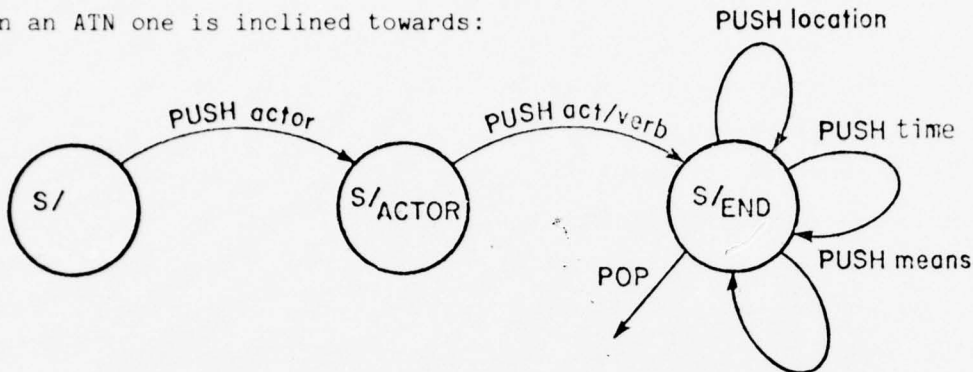 n an ATN one is inclined towards:
PUSH location
PUSH actor
PUSH act/verb
PUSH time
S/
S/ACTOR
S/END
PUSH means
POP